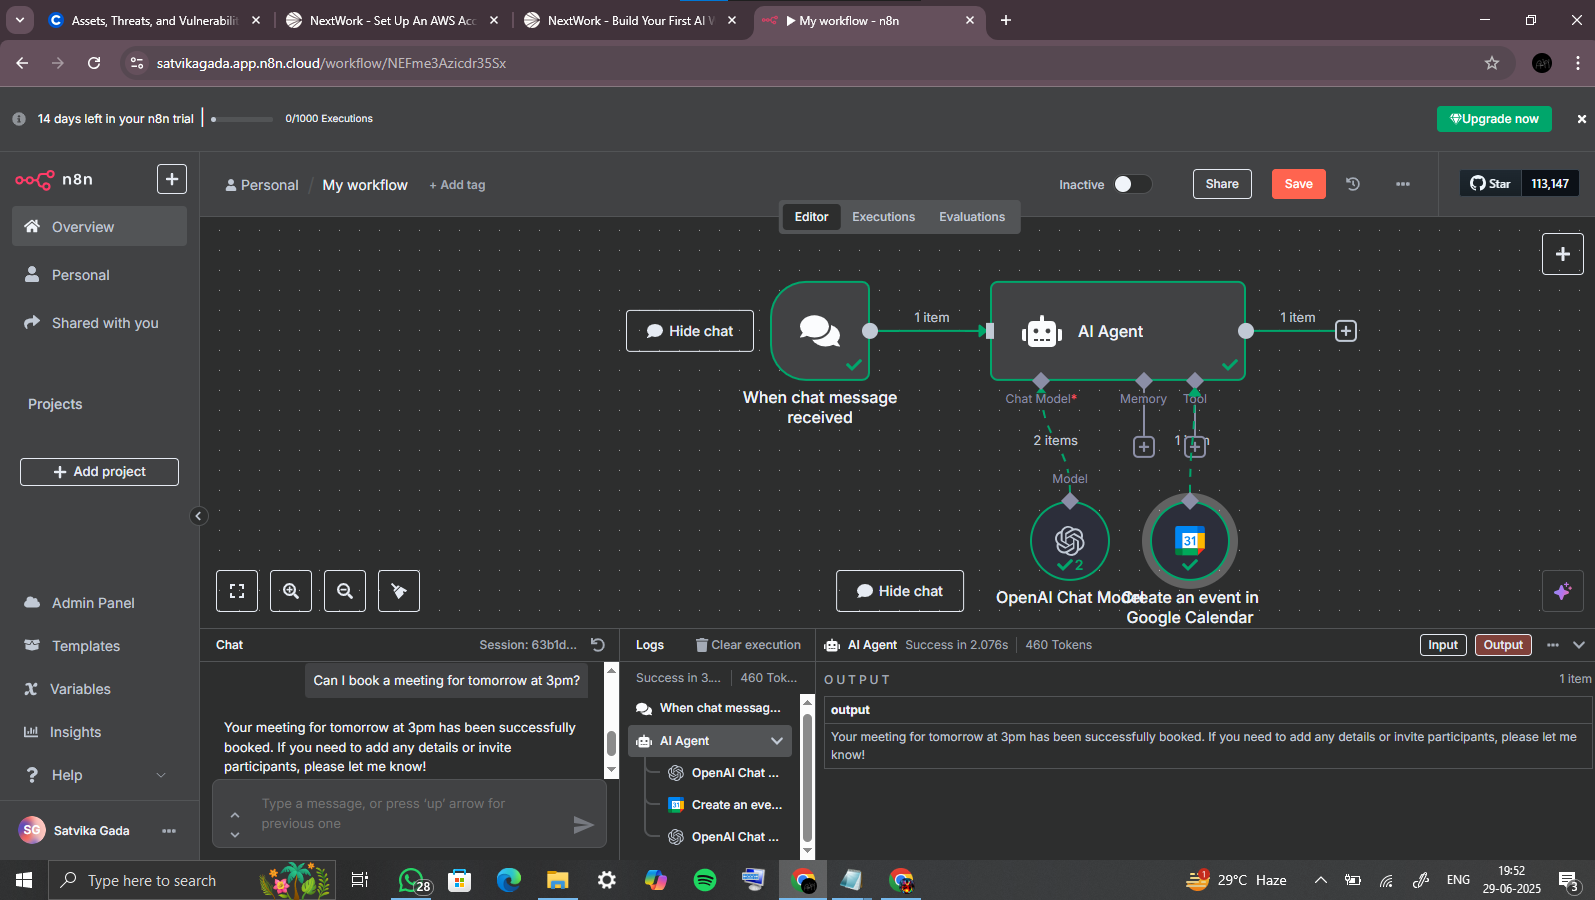 Assets, Threats, and Vulnerabilit
NextWork - Set Up An AWS Acc
NextWork - Build Your First AI W
▶ My workflow - n8n
satvikagada.app.n8n.cloud/workflow/NEFme3Azicdr35Sx
14 days left in your n8n trial
0/1000 Executions
Upgrade now
n8n
Personal / My workflow + Add tag
Inactive
Share
Save
Star 113,147
Editor Executions Evaluations
Overview
Personal
Shared with you
Projects
Add project
Admin Panel
Templates
Variables
Insights
Help
SG Satvika Gada
Hide chat
1 item
AI Agent
1 item
When chat message
received
Chat Model*
Memory
Tool
2 items
Model
31
2
OpenAI Chat Model
Create an event in
Google Calendar
Hide chat
Chat
Session: 63b1d...
Can I book a meeting for tomorrow at 3pm?
Your meeting for tomorrow at 3pm has been successfully
booked. If you need to add any details or invite
participants, please let me know!
Type a message, or press 'up' arrow for
previous one
Logs
Clear execution
Success in 3....
460 Tok...
When chat messag...
AI Agent
OpenAI Chat ...
31 Create an eve...
OpenAI Chat ...
AI Agent Success in 2.076s 460 Tokens
Input
Output
OUTPUT
1 item
output
Your meeting for tomorrow at 3pm has been successfully booked. If you need to add any details or invite participants, please let me
know!
Type here to search
28
1
29°C Haze
ENG
19:52
29-06-2025
3